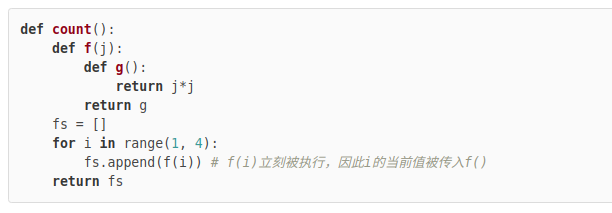 def count():
    def f(j):
        def g():
            return j*j
        return g
    fs = []
    for i in range(1, 4):
        fs.append(f(i)) # f(i)立刻被执行，因此i的当前值被传入f()
    return fs